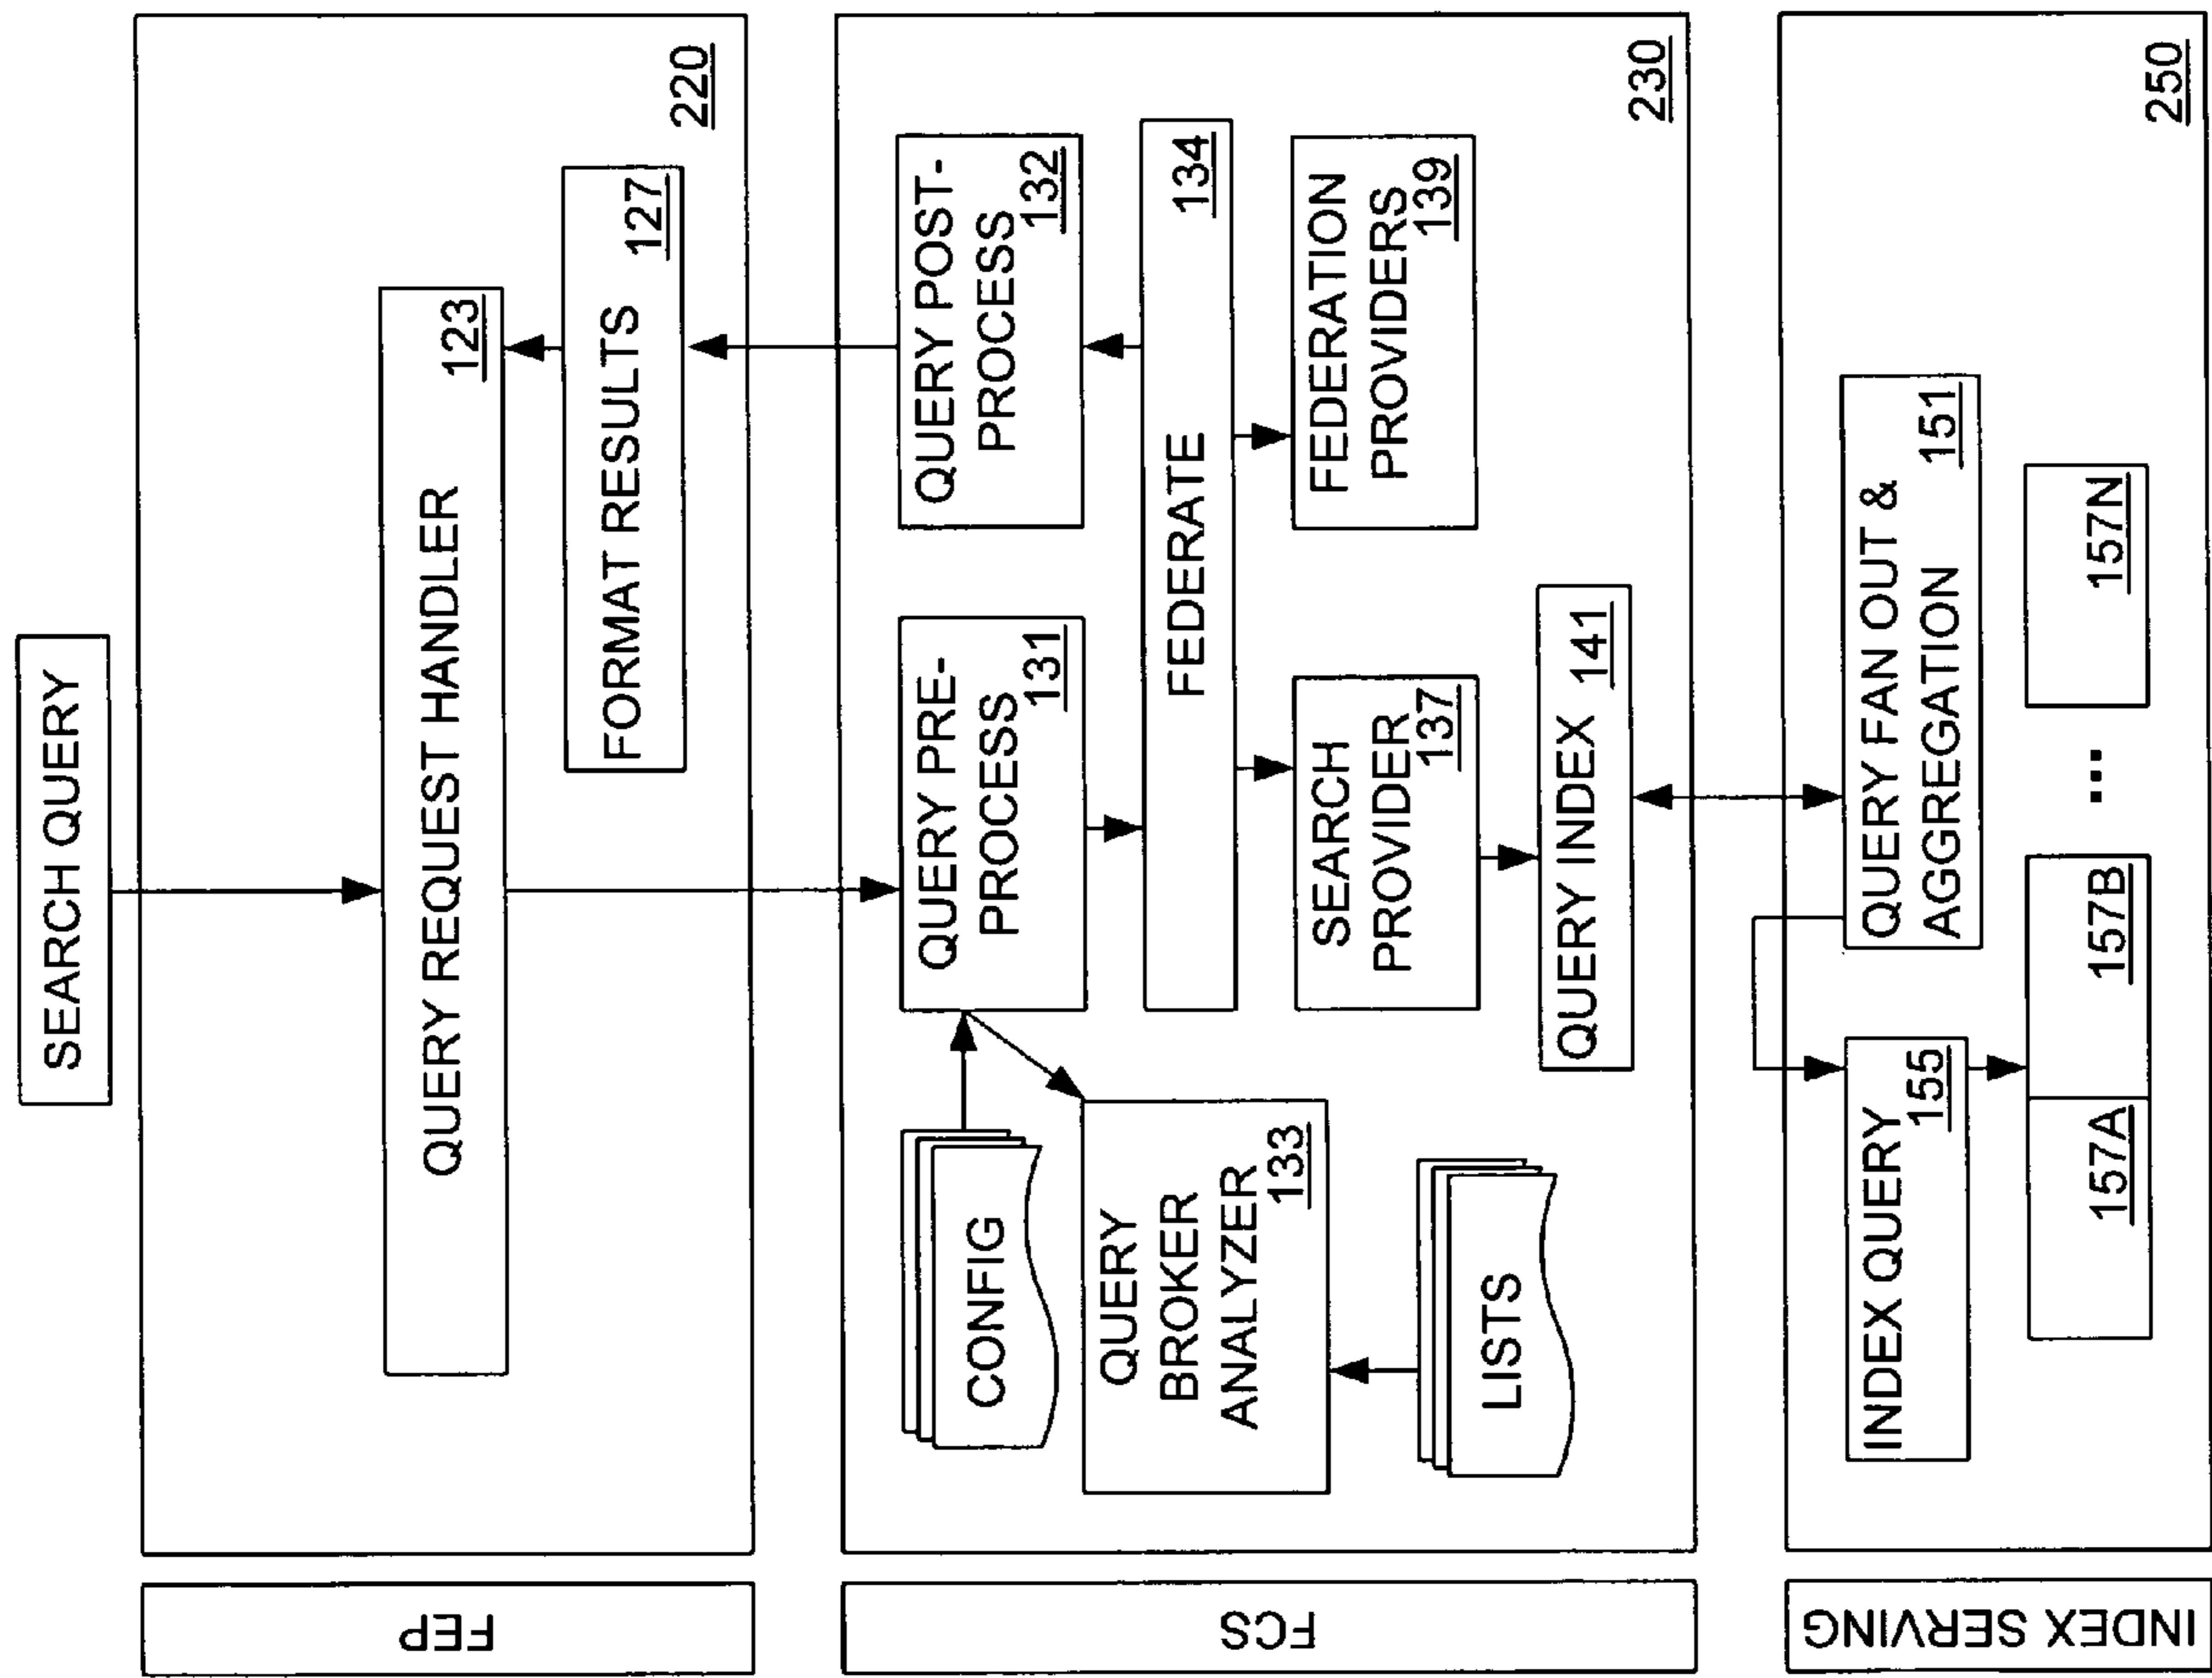 SEARCH QUERY
FEP
QUERY REQUEST HANDLER
123
FORMAT RESULTS
127
220
FCS
CONFIG
QUERY PRE-
PROCESS
131
QUERY POST-
PROCESS
132
QUERY
BROKER
ANALYZER
133
FEDERATE
134
LISTS
SEARCH
PROVIDER
137
FEDERATION
PROVIDERS
139
QUERY INDEX
141
230
INDEX SERVING
INDEX QUERY
155
QUERY FAN OUT &
AGGREGATION
151
157A
157B
...
157N
250